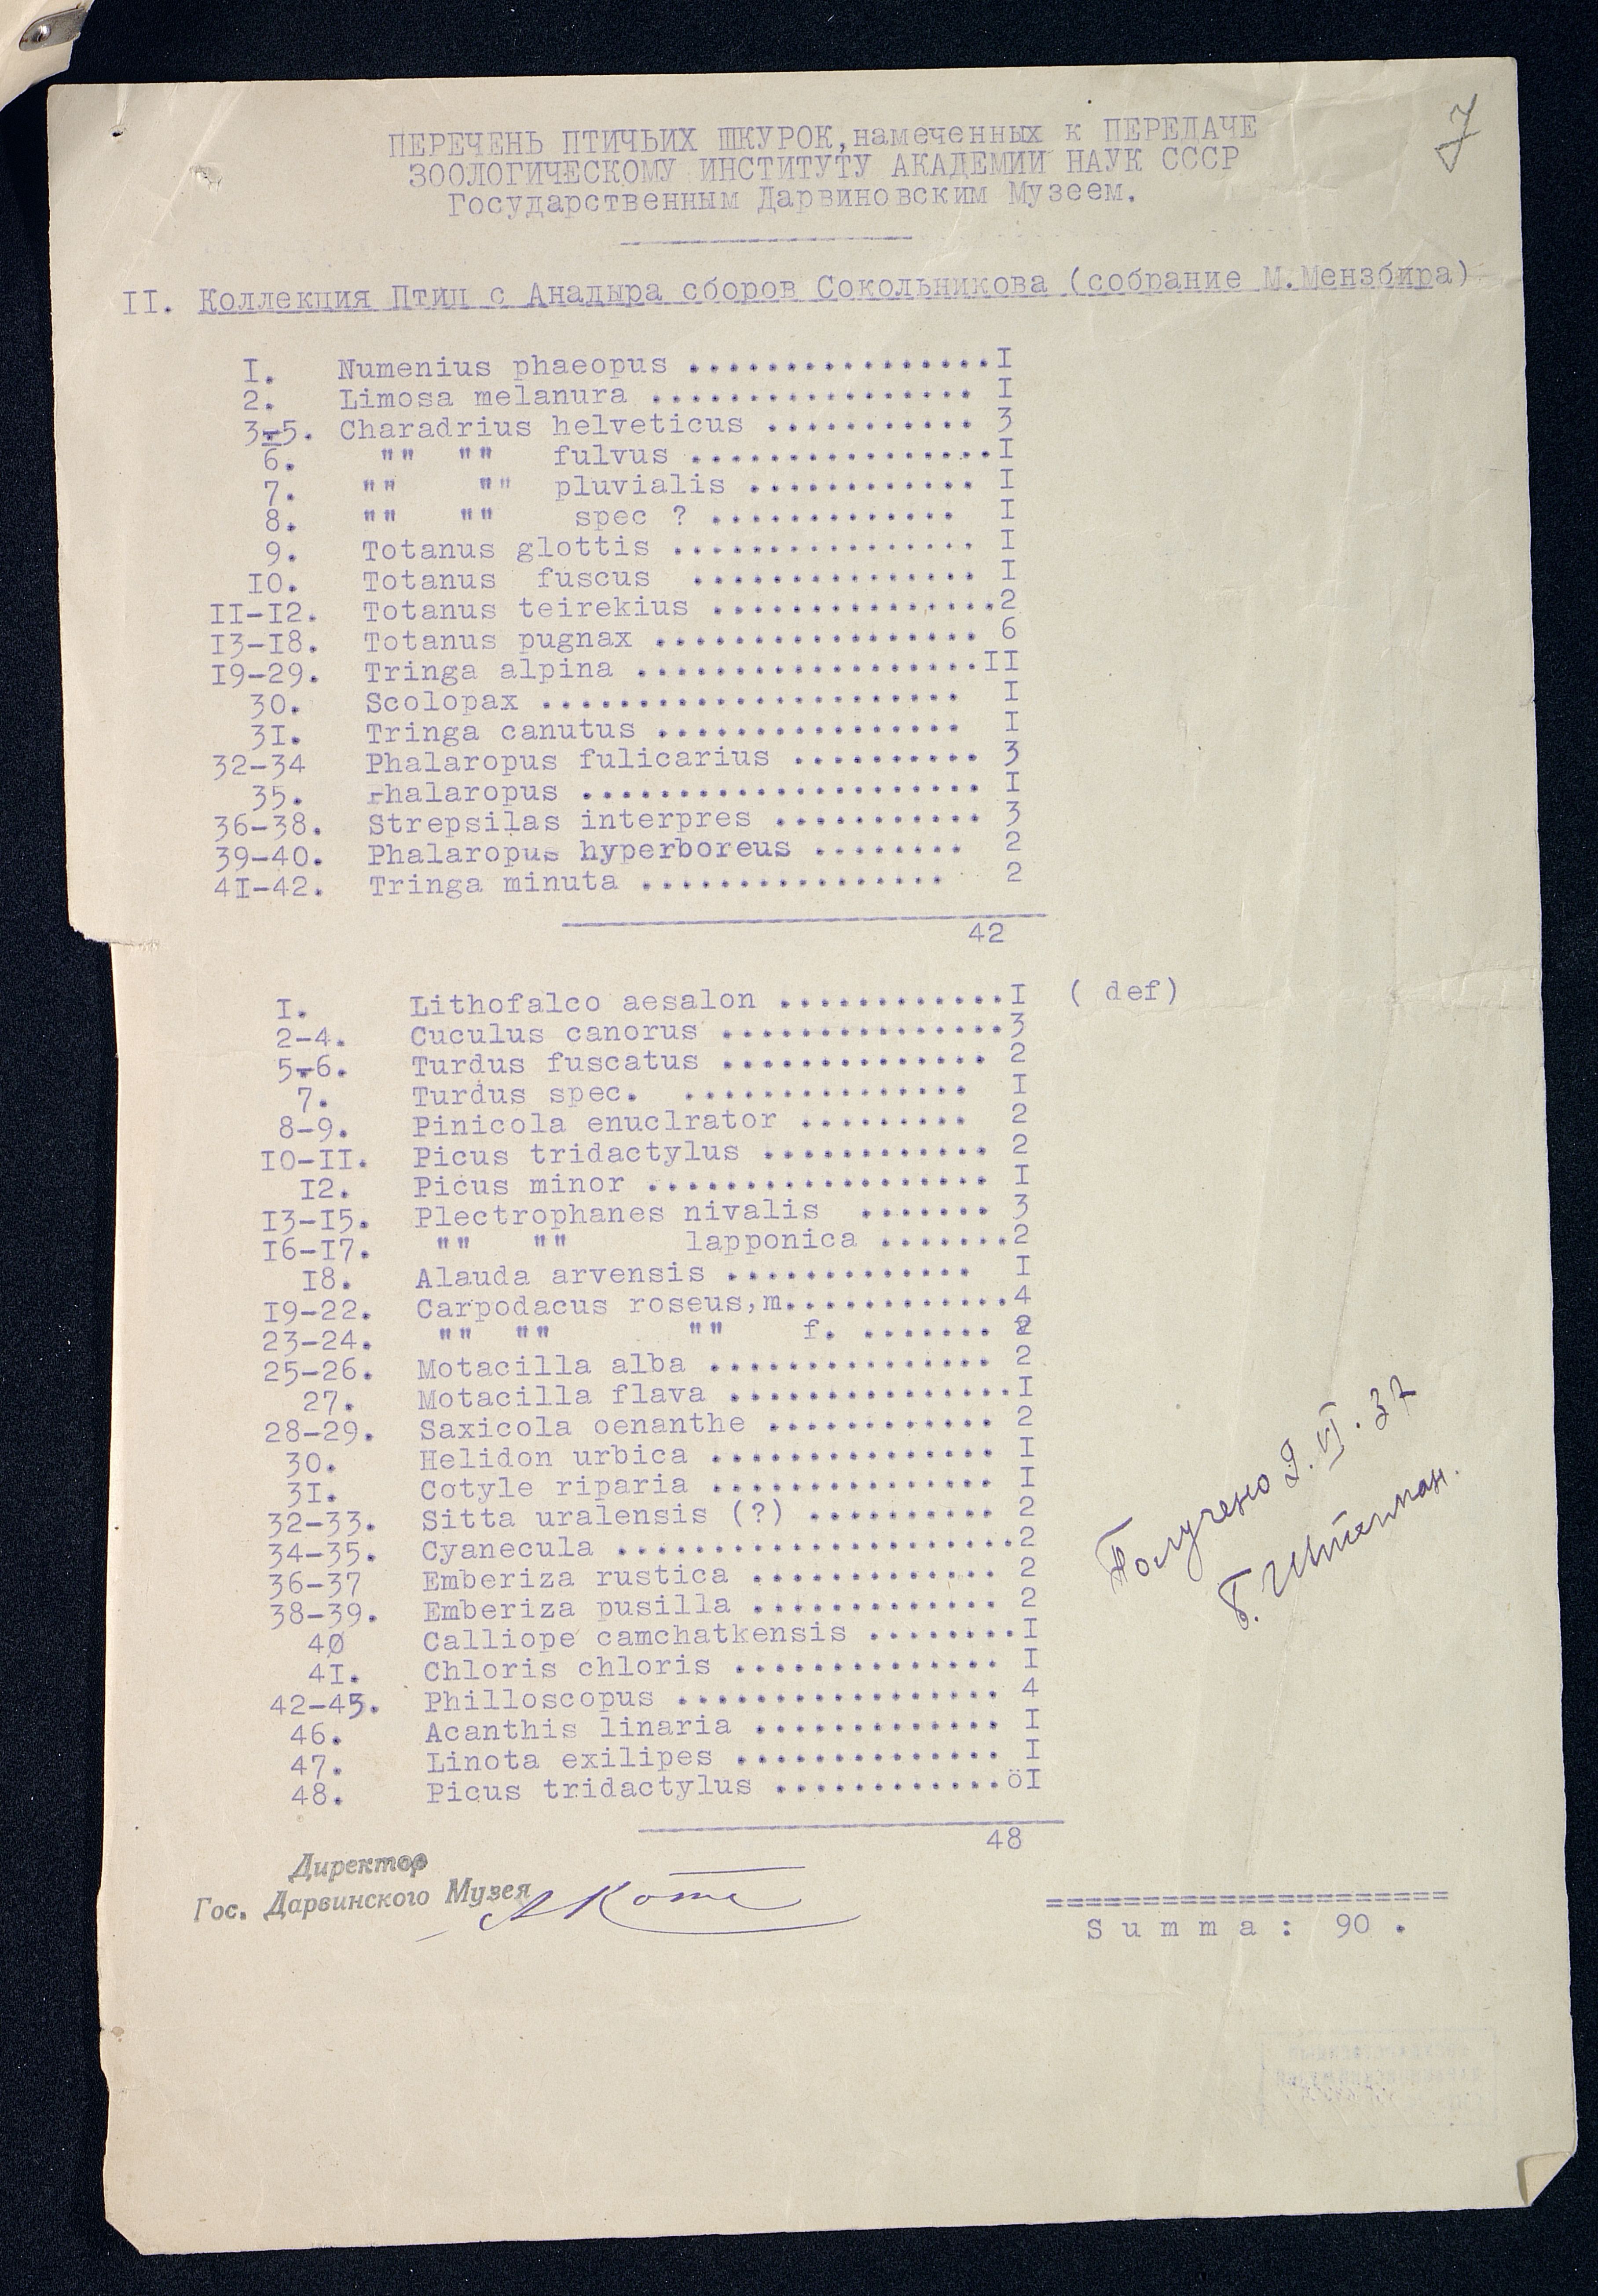 7
ПЕРЕЧЕНЬ ПТИЧЬИХ ШКУРОК, намеченных к ПЕРЕДАЧЕ
ЗООЛОГИЧЕСКОМУ ИНСТИТУТУ АКАДЕМИИ НАУК СССР
Государственным Дарвиновским Музеем.
II. Коллекция Птиц с Анадыра сборов Сокольникова (собрание М.Мензбира)
I. Numenius phaeopus ................I
2. Limosa melanura ................. I
3-5. Charadrius helveticus ........... 3
6. "" "" fulvus ................I
7. "" "" pluvialis ............ I
8. "" "" spec ? ............. I
9. Totanus glottis ................ I
IO. Totanus fuscus ............... I
II-I2. Totanus teirekius ...............2
I3-I8. Totanus pugnax ................. 6
I9-29. Tringa alpina ..................II
30. Scolopax ...................... I
3I. Tringa canutus ................ I
32-34 Phalaropus fulicarius .......... 3
35. Phalaropus ..................... I
36-38. Strepsilas interpres ........... 3
39-40. Phalaropus hyperboreus ........ 2
4I-42. Tringa minuta ................ 2
42
I. Lithofalco aesalon ............I ( def)
2-4. Cuculus canorus ...............3
5-6. Turdus fuscatus .............. 2
7. Turdus spec. ............... I
8-9. Pinicola enuclrator ......... 2
IO-II. Picus tridactylus ............ 2
I2. Picus minor .................. I
I3-I5. Plectrophanes nivalis ....... 3
I6-I7. "" "" lapponica .......2
I8. Alauda arvensis ............. I
I9-22. Carpodacus roseus,m............4
23-24. "" "" "" f. ....... 2
25-26. Motacilla alba ............... 2
27. Motacilla flava ...............I
28-29. Saxicola oenanthe ............ 2
30. Helidon urbica ............... I
3I. Cotyle riparia ............... I
32-33. Sitta uralensis (?) .......... 2
34-35. Cyanecula .....................2
36-37 Emberiza rustica ............. 2
38-39. Emberiza pusilla ............. 2
40 Calliope camchatkensis ........I
4I. Chloris chloris .............. I
42-45. Philloscopus ................. 4
46. Acanthis linaria ............. I
47. Linota exilipes .............. I
48. Picus tridactylus ............öI
48
Получено 2.VI.37
Б. Штегман.
Директор
Гос. Дарвинского Музея АКотс
===============================
Summa: 90 .